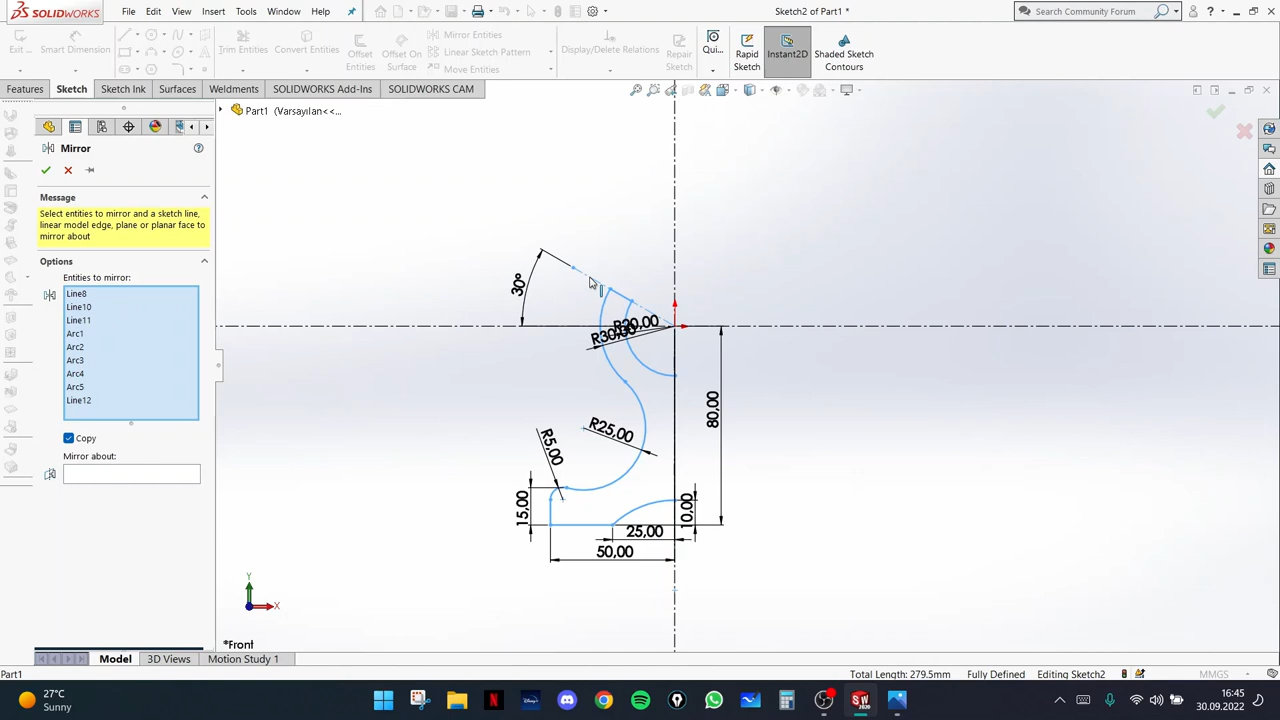 SOLIDWORKS File Edit View Insert Tools Window Help Sketch2 of Part1 * Search Community Forum
Exit ... Smart Dimension Trim Entities Convert Entities Offset Entities Offset On Surface Mirror Entities Linear Sketch Pattern Move Entities Display/Delete Relations Repair Sketch Qui... Rapid Sketch Instant2D Shaded Sketch Contours
Features Sketch Sketch Ink Surfaces Weldments SOLIDWORKS Add-Ins SOLIDWORKS CAM
Part1 (Varsayılan<<...
Mirror
Message
Select entities to mirror and a sketch line,
linear model edge, plane or planar face to
mirror about
Options
Entities to mirror:
Line8
Line10
Line11
Arc1
Arc2
Arc3
Arc4
Arc5
Line12
Copy
Mirror about:
30°
R20,00
R30,00
80,00
R25,00
R5,00
15,00
10,00
25,00
50,00
Y
X
*Front
Model 3D Views Motion Study 1
Part1 Total Length: 279.5mm Fully Defined Editing Sketch2 MMGS
27°C
Sunny
16:45
30.09.2022